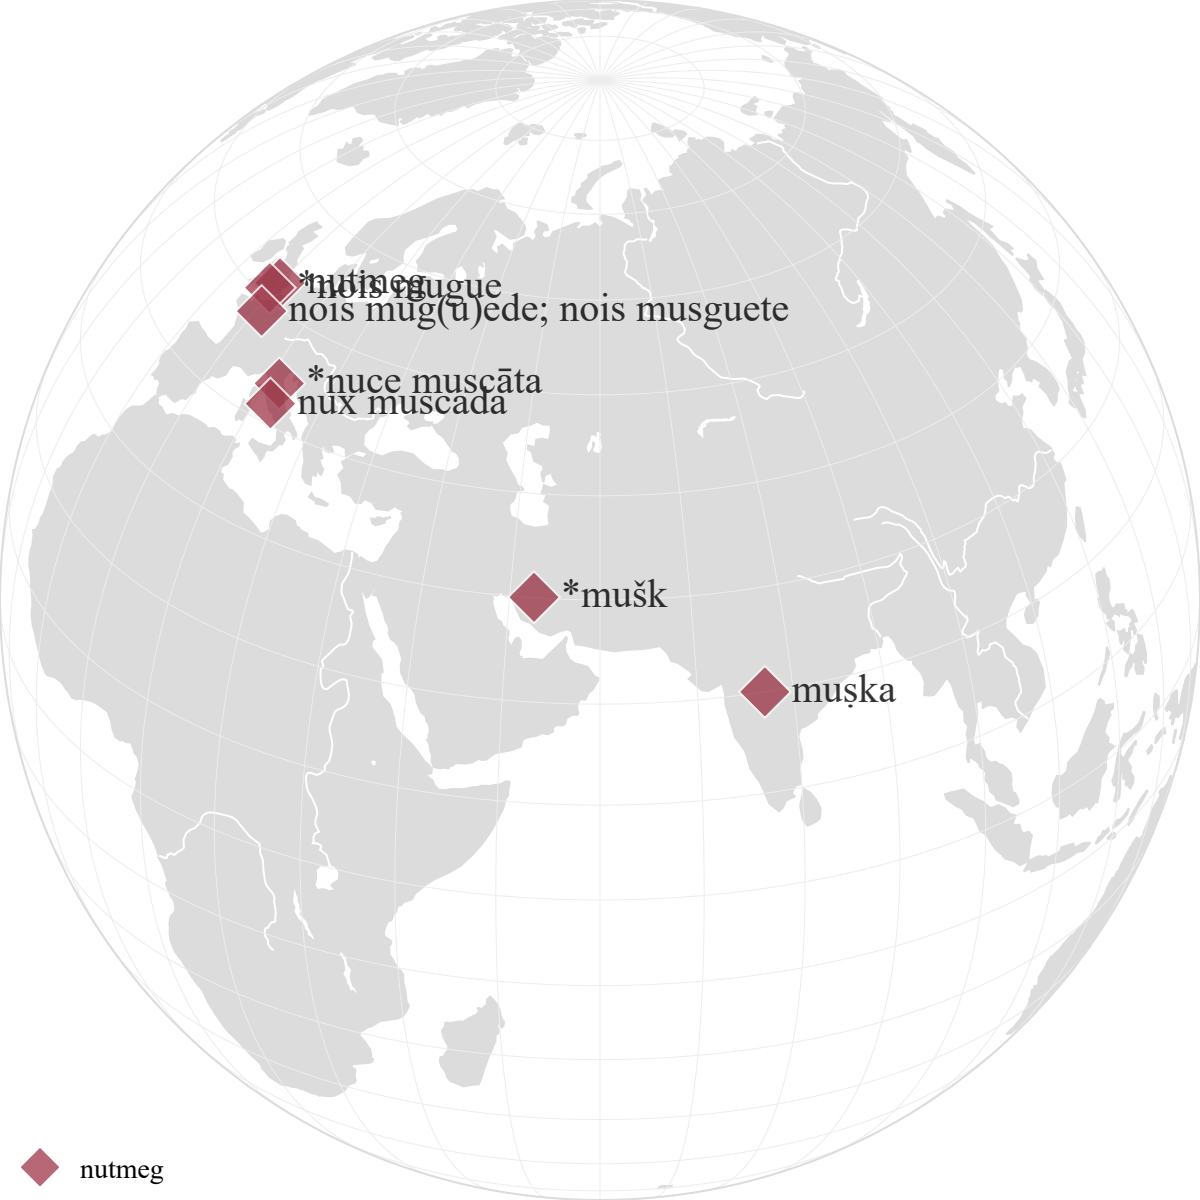 nutmeg
*nois mugue
nois mug(u)ede; nois musguete
*nuce muscāta
nux muscada
*mušk
muṣka
nutmeg